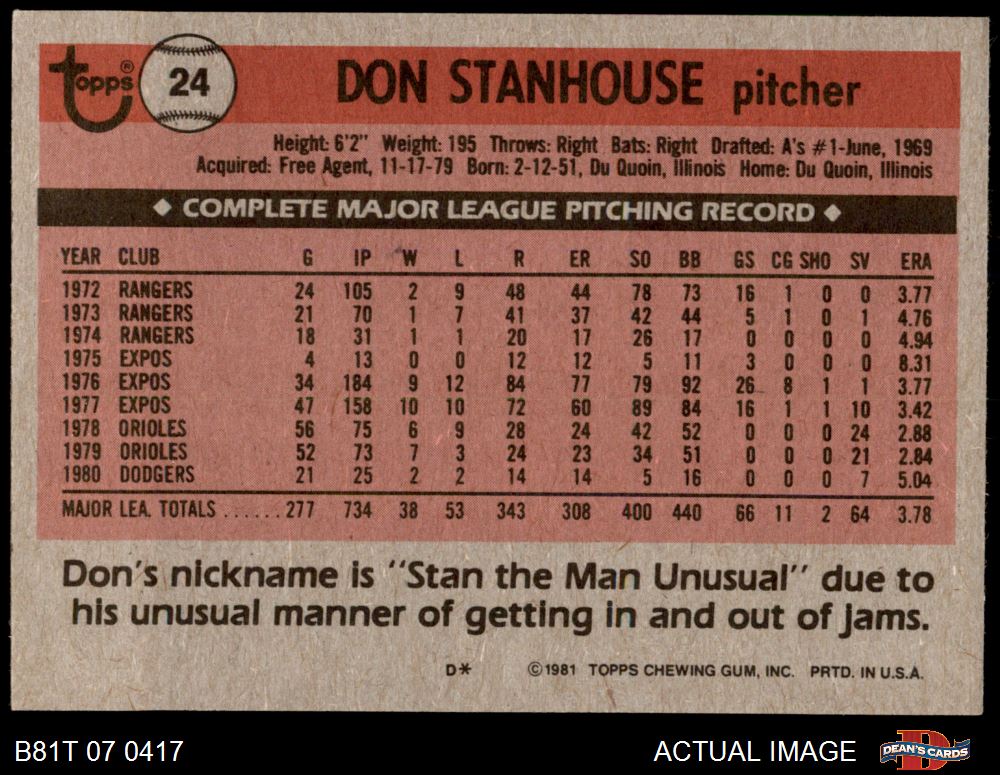 topps® 24 DON STANHOUSE pitcher
Height: 6'2" Weight: 195 Throws: Right Bats: Right Drafted: A's #1-June, 1969
Acquired: Free Agent, 11-17-79 Born: 2-12-51, Du Quoin, Illinois Home: Du Quoin, Illinois
◆ COMPLETE MAJOR LEAGUE PITCHING RECORD ◆
YEAR CLUB G IP W L R ER SO BB GS CG SHO SV ERA
1972 RANGERS 24 105 2 9 48 44 78 73 16 1 0 0 3.77
1973 RANGERS 21 70 1 7 41 37 42 44 5 1 0 1 4.76
1974 RANGERS 18 31 1 1 20 17 26 17 0 0 0 0 4.94
1975 EXPOS 4 13 0 0 12 12 5 11 3 0 0 0 8.31
1976 EXPOS 34 184 9 12 84 77 79 92 26 8 1 1 3.77
1977 EXPOS 47 158 10 10 72 60 89 84 16 1 1 10 3.42
1978 ORIOLES 56 75 6 9 28 24 42 52 0 0 0 24 2.88
1979 ORIOLES 52 73 7 3 24 23 34 51 0 0 0 21 2.84
1980 DODGERS 21 25 2 2 14 14 5 16 0 0 0 7 5.04
MAJOR LEA. TOTALS ...... 277 734 38 53 343 308 400 440 66 11 2 64 3.78
Don's nickname is "Stan the Man Unusual" due to
his unusual manner of getting in and out of jams.
D* ©1981 TOPPS CHEWING GUM, INC. PRTD. IN U.S.A.
B81T 07 0417 ACTUAL IMAGE DEAN'S CARDS